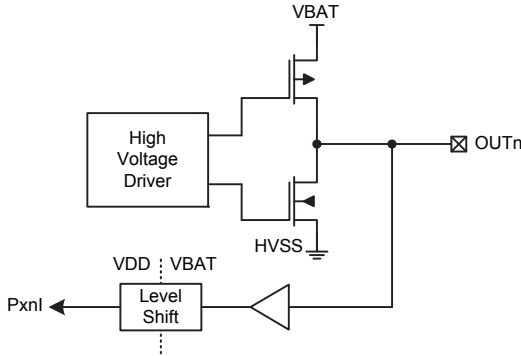 VBAT
High
Voltage
Driver
OUTn
HVSS
VDD VBAT
PxnI
Level
Shift